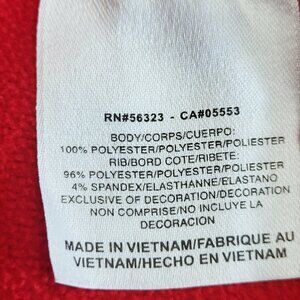 RN#56323 - CA#05553
BODY/CORPS/CUERPO:
100% POLYESTER/POLYESTER/POLIESTER
RIB/BORD COTE/RIBETE:
96% POLYESTER/POLYESTER/POLIESTER
4% SPANDEX/ELASTHANNE/ELASTANO
EXCLUSIVE OF DECORATION/DECORATION
NON COMPRISE/NO INCLUYE LA
DECORACION
MADE IN VIETNAM/FABRIQUE AU
VIETNAM/HECHO EN VIETNAM